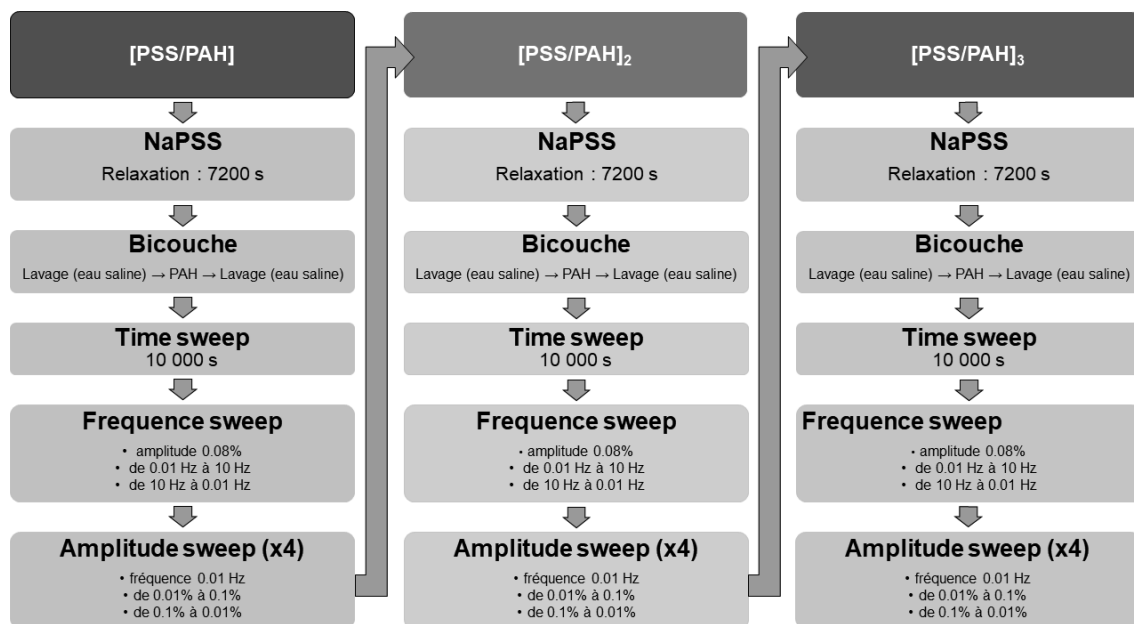 [PSS/PAH]
NaPSS
Relaxation : 7200 s
Bicouche
Lavage (eau saline) → PAH → Lavage (eau saline)
Time sweep
10 000 s
Frequence sweep
• amplitude 0.08%
• de 0.01 Hz à 10 Hz
• de 10 Hz à 0.01 Hz
Amplitude sweep (x4)
• fréquence 0.01 Hz
• de 0.01% à 0.1%
• de 0.1% à 0.01%
[PSS/PAH]₂
NaPSS
Relaxation : 7200 s
Bicouche
Lavage (eau saline) → PAH → Lavage (eau saline)
Time sweep
10 000 s
Frequence sweep
• amplitude 0.08%
• de 0.01 Hz à 10 Hz
• de 10 Hz à 0.01 Hz
Amplitude sweep (x4)
• fréquence 0.01 Hz
• de 0.01% à 0.1%
• de 0.1% à 0.01%
[PSS/PAH]₃
NaPSS
Relaxation : 7200 s
Bicouche
Lavage (eau saline) → PAH → Lavage (eau saline)
Time sweep
10 000 s
Frequence sweep
• amplitude 0.08%
• de 0.01 Hz à 10 Hz
• de 10 Hz à 0.01 Hz
Amplitude sweep (x4)
• fréquence 0.01 Hz
• de 0.01% à 0.1%
• de 0.1% à 0.01%